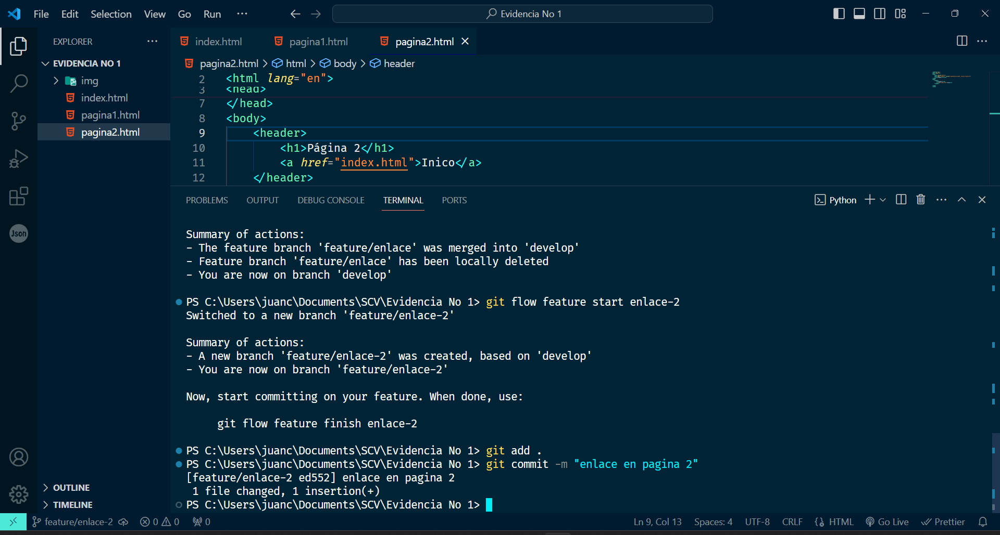 File Edit Selection View Go Run ··· Evidencia No 1
EXPLORER ··· index.html pagina1.html pagina2.html
EVIDENCIA NO 1
img
index.html
pagina1.html
pagina2.html
pagina2.html > html > body > header
2 <html lang="en">
3 <head>
7 </head>
8 <body>
9 <header>
10 <h1>Página 2</h1>
11 <a href="index.html">Inico</a>
12 </header>
PROBLEMS OUTPUT DEBUG CONSOLE TERMINAL PORTS Python
Summary of actions:
- The feature branch 'feature/enlace' was merged into 'develop'
- Feature branch 'feature/enlace' has been locally deleted
- You are now on branch 'develop'
PS C:\Users\juanc\Documents\SCV\Evidencia No 1> git flow feature start enlace-2
Switched to a new branch 'feature/enlace-2'
Summary of actions:
- A new branch 'feature/enlace-2' was created, based on 'develop'
- You are now on branch 'feature/enlace-2'
Now, start committing on your feature. When done, use:
git flow feature finish enlace-2
PS C:\Users\juanc\Documents\SCV\Evidencia No 1> git add .
PS C:\Users\juanc\Documents\SCV\Evidencia No 1> git commit -m "enlace en pagina 2"
[feature/enlace-2 ed552] enlace en pagina 2
1 file changed, 1 insertion(+)
PS C:\Users\juanc\Documents\SCV\Evidencia No 1>
Json
OUTLINE
TIMELINE
feature/enlace-2 0 0 0 Ln 9, Col 13 Spaces: 4 UTF-8 CRLF HTML Go Live Prettier